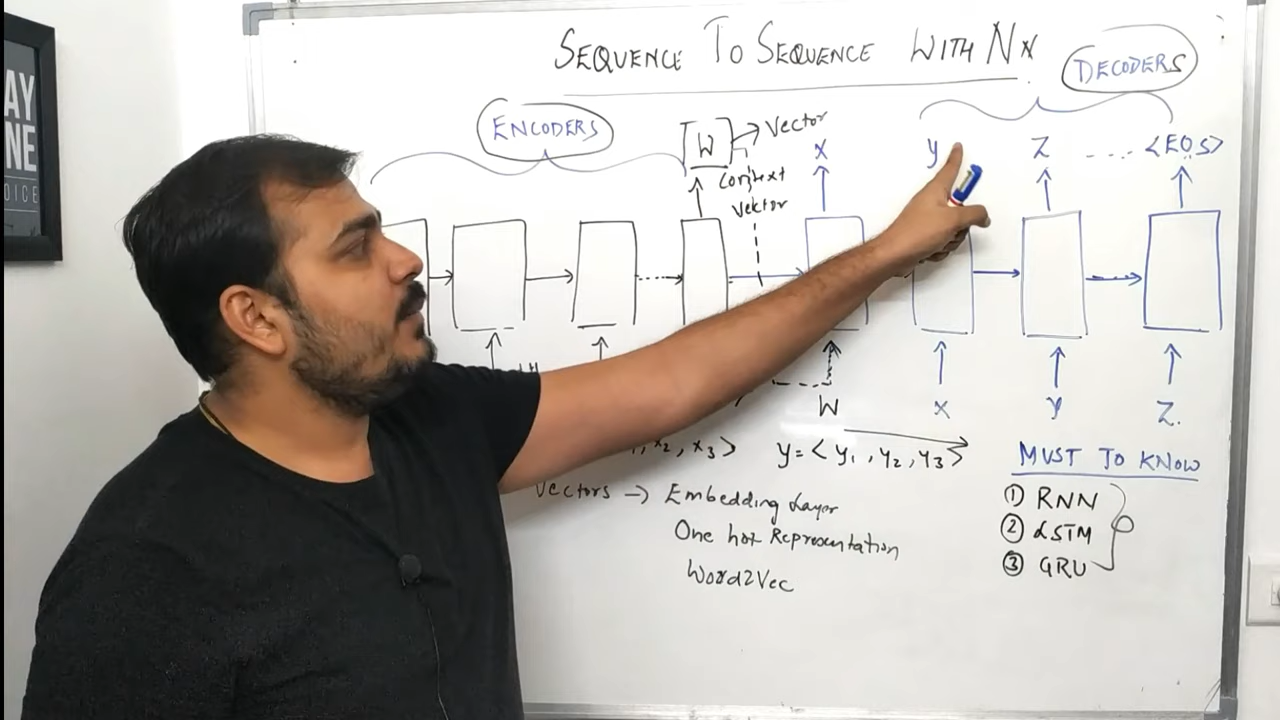 AY
NE
OICE
SEQUENCE TO SEQUENCE WITH NN
DECODERS
ENCODERS
[W] → Vector
Context
Vector
X
y
Z
.... <EOS>
W
X
y
Z.
x₂, x₃>
y = < y₁, y₂, y₃ >
Vectors → Embedding Layer
One hot Representation
Word2Vec
MUST TO KNOW
① RNN
② LSTM
③ GRU